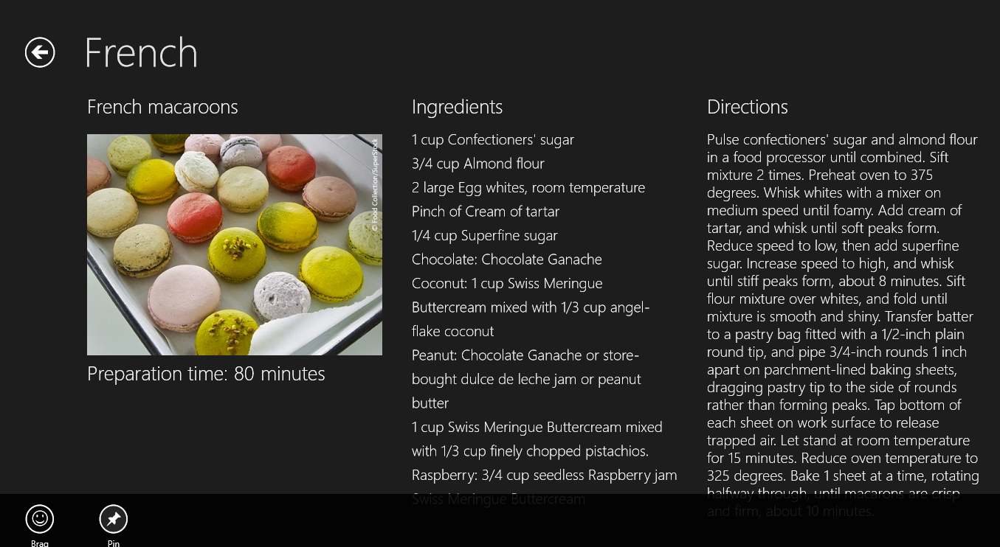 French
French macaroons
© Food Collection/SuperStock
Preparation time: 80 minutes
Ingredients
1 cup Confectioners' sugar
3/4 cup Almond flour
2 large Egg whites, room temperature
Pinch of Cream of tartar
1/4 cup Superfine sugar
Chocolate: Chocolate Ganache
Coconut: 1 cup Swiss Meringue
Buttercream mixed with 1/3 cup angel-
flake coconut
Peanut: Chocolate Ganache or store-
bought dulce de leche jam or peanut
butter
1 cup Swiss Meringue Buttercream mixed
with 1/3 cup finely chopped pistachios.
Raspberry: 3/4 cup seedless Raspberry jam
Swiss Meringue Buttercream
Directions
Pulse confectioners' sugar and almond flour
in a food processor until combined. Sift
mixture 2 times. Preheat oven to 375
degrees. Whisk whites with a mixer on
medium speed until foamy. Add cream of
tartar, and whisk until soft peaks form.
Reduce speed to low, then add superfine
sugar. Increase speed to high, and whisk
until stiff peaks form, about 8 minutes. Sift
flour mixture over whites, and fold until
mixture is smooth and shiny. Transfer batter
to a pastry bag fitted with a 1/2-inch plain
round tip, and pipe 3/4-inch rounds 1 inch
apart on parchment-lined baking sheets,
dragging pastry tip to the side of rounds
rather than forming peaks. Tap bottom of
each sheet on work surface to release
trapped air. Let stand at room temperature
for 15 minutes. Reduce oven temperature to
325 degrees. Bake 1 sheet at a time, rotating
halfway through, until macarons are crisp
and firm, about 10 minutes.
Brag
Pin